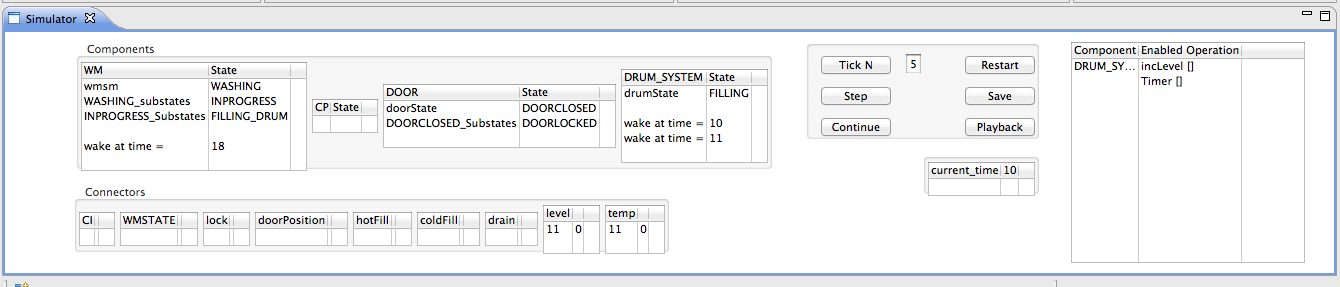 Simulator
Components
WM State
wmsm WASHING
WASHING_substates INPROGRESS
INPROGRESS_Substates FILLING_DRUM
wake at time = 18
CP State
DOOR State
doorState DOORCLOSED
DOORCLOSED_Substates DOORLOCKED
DRUM_SYSTEM State
drumState FILLING
wake at time = 10
wake at time = 11
Tick N 5 Restart
Step Save
Continue Playback
current_time 10
Component Enabled Operation
DRUM_SY... incLevel []
Timer []
Connectors
CI WMSTATE lock doorPosition hotFill coldFill drain level temp
11 0 11 0